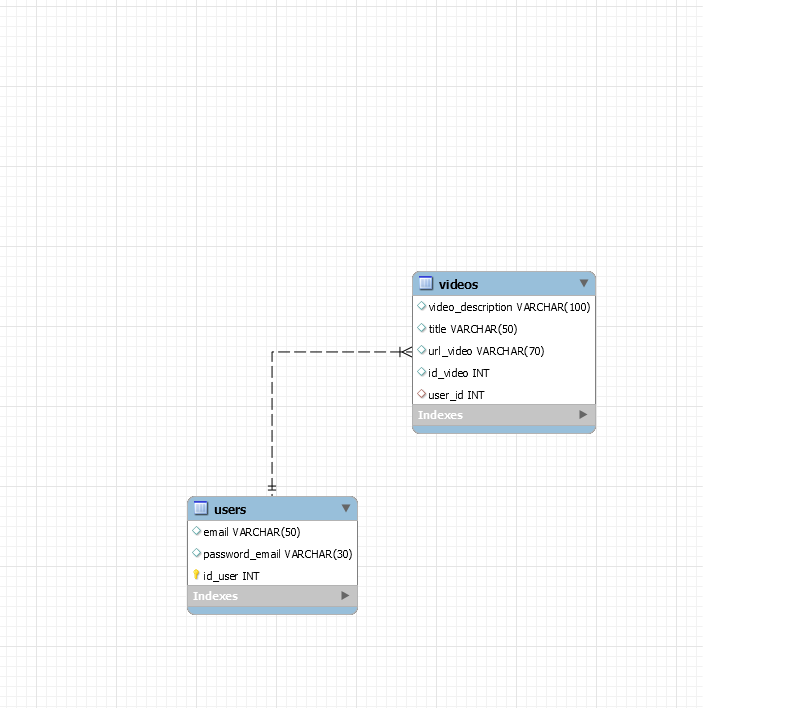 videos
video_description VARCHAR(100)
title VARCHAR(50)
url_video VARCHAR(70)
id_video INT
user_id INT
Indexes
users
email VARCHAR(50)
password_email VARCHAR(30)
id_user INT
Indexes